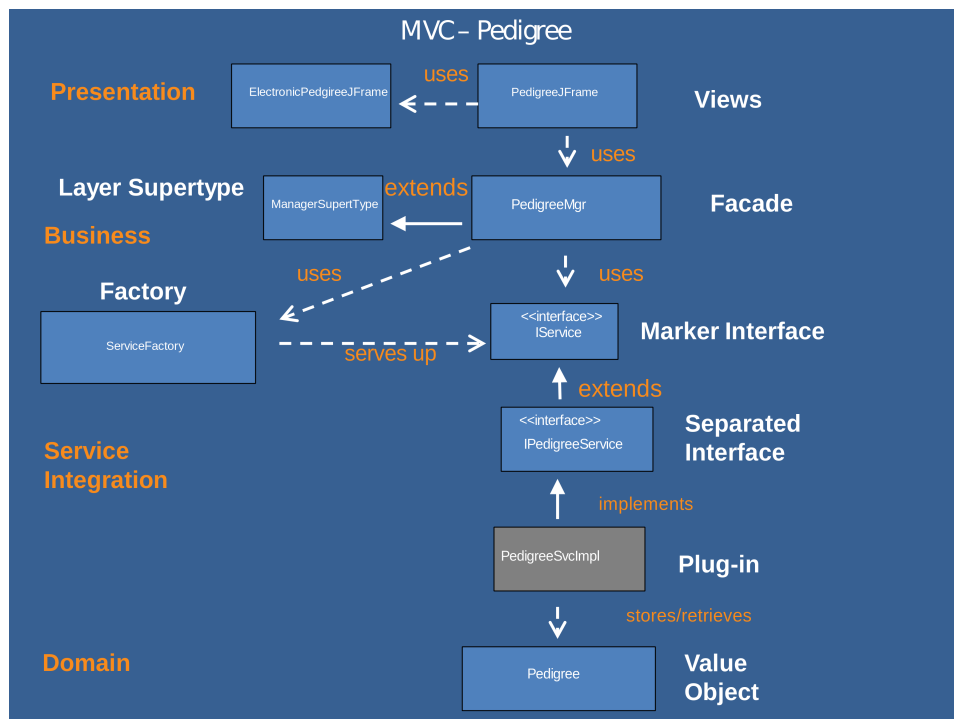 MVC – Pedigree
uses
Presentation
ElectronicPedgireeJFrame
PedigreeJFrame
Views
uses
Layer Supertype
extends
ManagerSupertType
PedigreeMgr
Facade
Business
uses
uses
Factory
<<interface>>
IService
Marker Interface
ServiceFactory
serves up
extends
<<interface>>
IPedigreeService
Separated
Interface
Service
Integration
implements
PedigreeSvcImpl
Plug-in
stores/retrieves
Domain
Pedigree
Value
Object